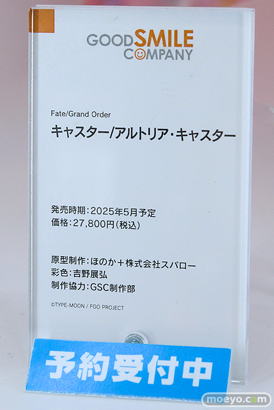 GOODSMILE
COMPANY
Fate/Grand Order
キャスター/アルトリア・キャスター
発売時期：2025年5月予定
価格：27,800円(税込)
原型制作：ほのか＋株式会社スパロー
彩色：吉野展弘
制作協力：GSC制作部
©TYPE-MOON / FGO PROJECT
予約受付中
moeyo.com